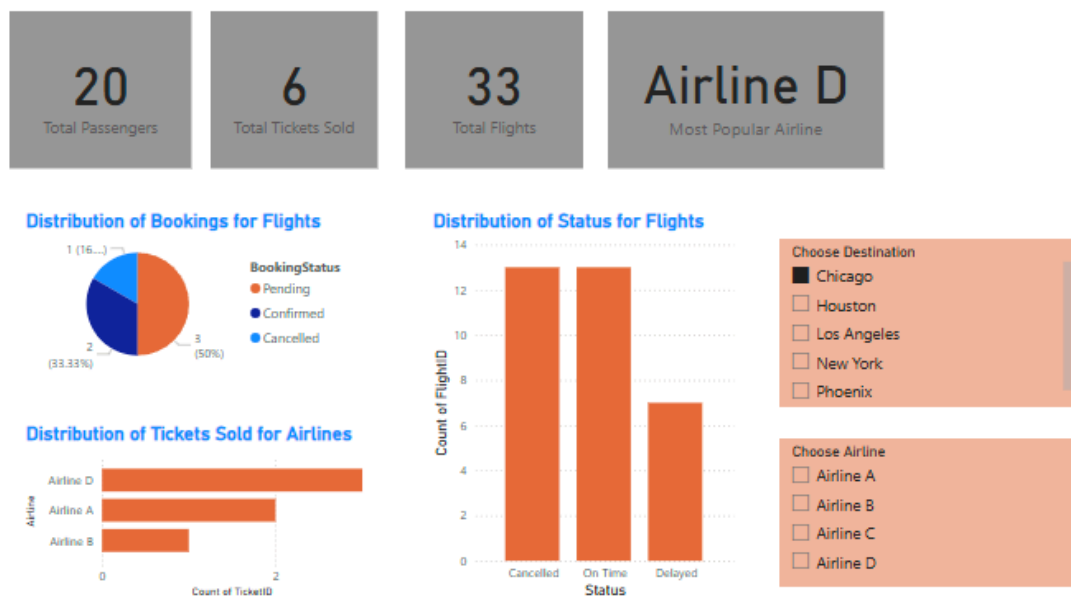 20
Total Passengers
6
Total Tickets Sold
33
Total Flights
Airline D
Most Popular Airline
Distribution of Bookings for Flights
1 (16...)
2
(33.33%)
3
(50%)
BookingStatus
Pending
Confirmed
Cancelled
Distribution of Tickets Sold for Airlines
Airline
Airline D
Airline A
Airline B
0
2
Count of TicketID
Distribution of Status for Flights
Count of FlightID
14
12
10
8
6
4
2
0
Cancelled
On Time
Delayed
Status
Choose Destination
Chicago
Houston
Los Angeles
New York
Phoenix
Choose Airline
Airline A
Airline B
Airline C
Airline D